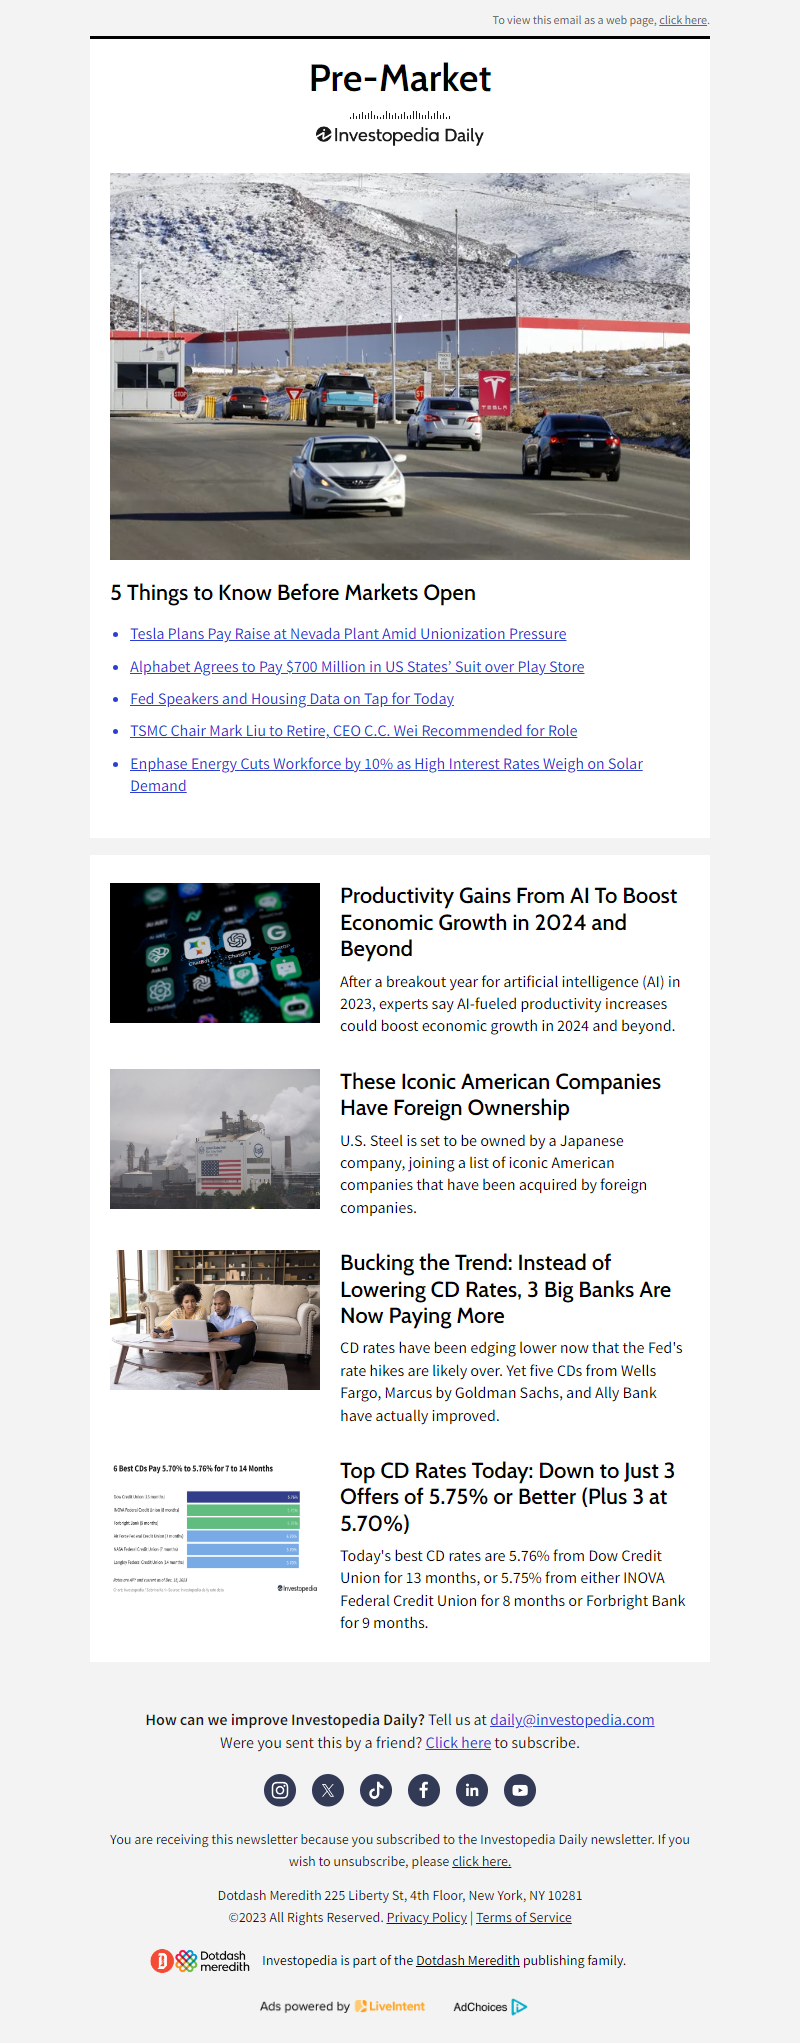 To view this email as a web page, click here.
Pre-Market
Investopedia Daily
STOP
TESLA
5 Things to Know Before Markets Open
Tesla Plans Pay Raise at Nevada Plant Amid Unionization Pressure
Alphabet Agrees to Pay $700 Million in US States’ Suit over Play Store
Fed Speakers and Housing Data on Tap for Today
TSMC Chair Mark Liu to Retire, CEO C.C. Wei Recommended for Role
Enphase Energy Cuts Workforce by 10% as High Interest Rates Weigh on Solar
Demand
Productivity Gains From AI To Boost
Economic Growth in 2024 and
Beyond
After a breakout year for artificial intelligence (AI) in
2023, experts say AI-fueled productivity increases
could boost economic growth in 2024 and beyond.
These Iconic American Companies
Have Foreign Ownership
U.S. Steel is set to be owned by a Japanese
company, joining a list of iconic American
companies that have been acquired by foreign
companies.
Bucking the Trend: Instead of
Lowering CD Rates, 3 Big Banks Are
Now Paying More
CD rates have been edging lower now that the Fed's
rate hikes are likely over. Yet five CDs from Wells
Fargo, Marcus by Goldman Sachs, and Ally Bank
have actually improved.
6 Best CDs Pay 5.70% to 5.76% for 7 to 14 Months
Investopedia
Top CD Rates Today: Down to Just 3
Offers of 5.75% or Better (Plus 3 at
5.70%)
Today's best CD rates are 5.76% from Dow Credit
Union for 13 months, or 5.75% from either INOVA
Federal Credit Union for 8 months or Forbright Bank
for 9 months.
How can we improve Investopedia Daily? Tell us at daily@investopedia.com
Were you sent this by a friend? Click here to subscribe.
You are receiving this newsletter because you subscribed to the Investopedia Daily newsletter. If you
wish to unsubscribe, please click here.
Dotdash Meredith 225 Liberty St, 4th Floor, New York, NY 10281
©2023 All Rights Reserved. Privacy Policy | Terms of Service
Dotdash
meredith
Investopedia is part of the Dotdash Meredith publishing family.
Ads powered by LiveIntent
AdChoices